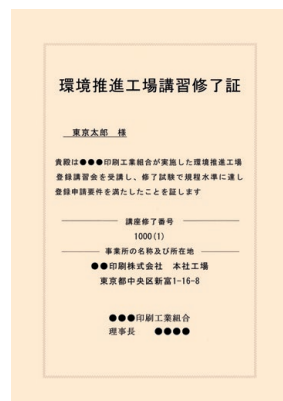 環境推進工場講習修了証
東京太郎　様
貴殿は●●●印刷工業組合が実施した環境推進工場
登録講習会を受講し、修了試験で規程水準に達し
登録申請要件を満たしたことを証します
講座修了番号
1000(1)
事業所の名称及び所在地
●●印刷株式会社　本社工場
東京都中央区新富1-16-8
●●●印刷工業組合
理事長　●●●●